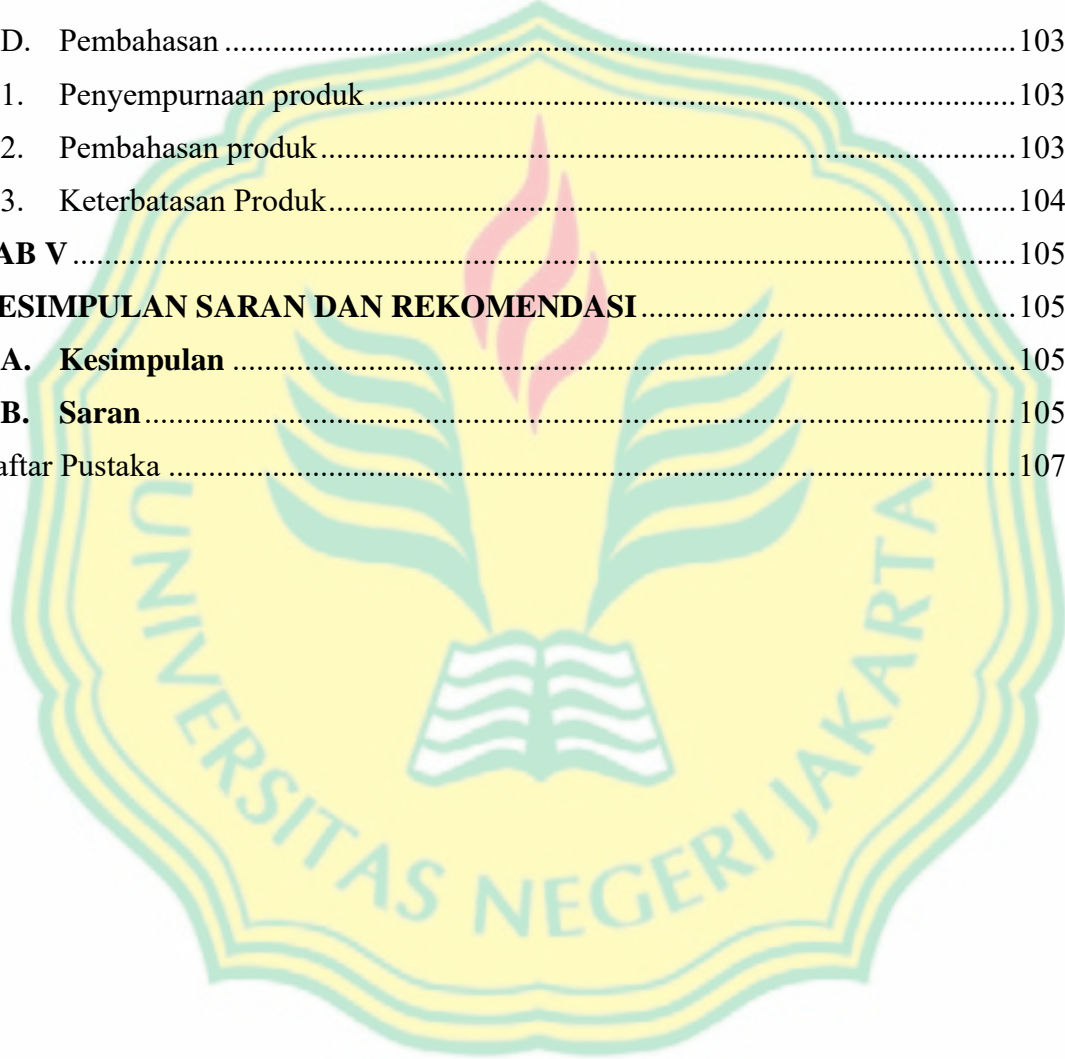 D. Pembahasan ........................ 103
1. Penyempurnaan produk ........................ 103
2. Pembahasan produk ........................ 103
3. Keterbatasan Produk ........................ 104
AB V ........................ 105
ESIMPULAN SARAN DAN REKOMENDASI ........................ 105
A. Kesimpulan ........................ 105
B. Saran ........................ 105
aftar Pustaka ........................ 107
UNIVERSITAS NEGERI JAKARTA